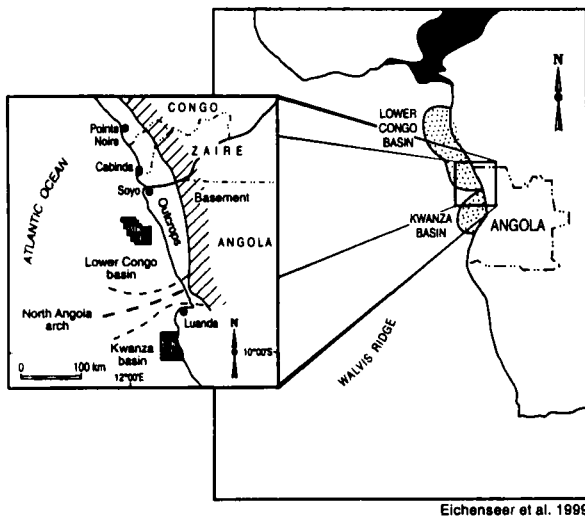 N
LOWER
CONGO
BASIN
KWANZA
BASIN
ANGOLA
WALVIS RIDGE
CONGO
Points
Noire
ZAIRE
Cabinda
Soyo
Basement
ATLANTIC OCEAN
Outcrops
ANGOLA
Lower Congo
basin
North Angola
arch
Luanda
N
Kwanza
basin
10°00'S
0 100 km
12°00'E
Eichenseer et al. 1999